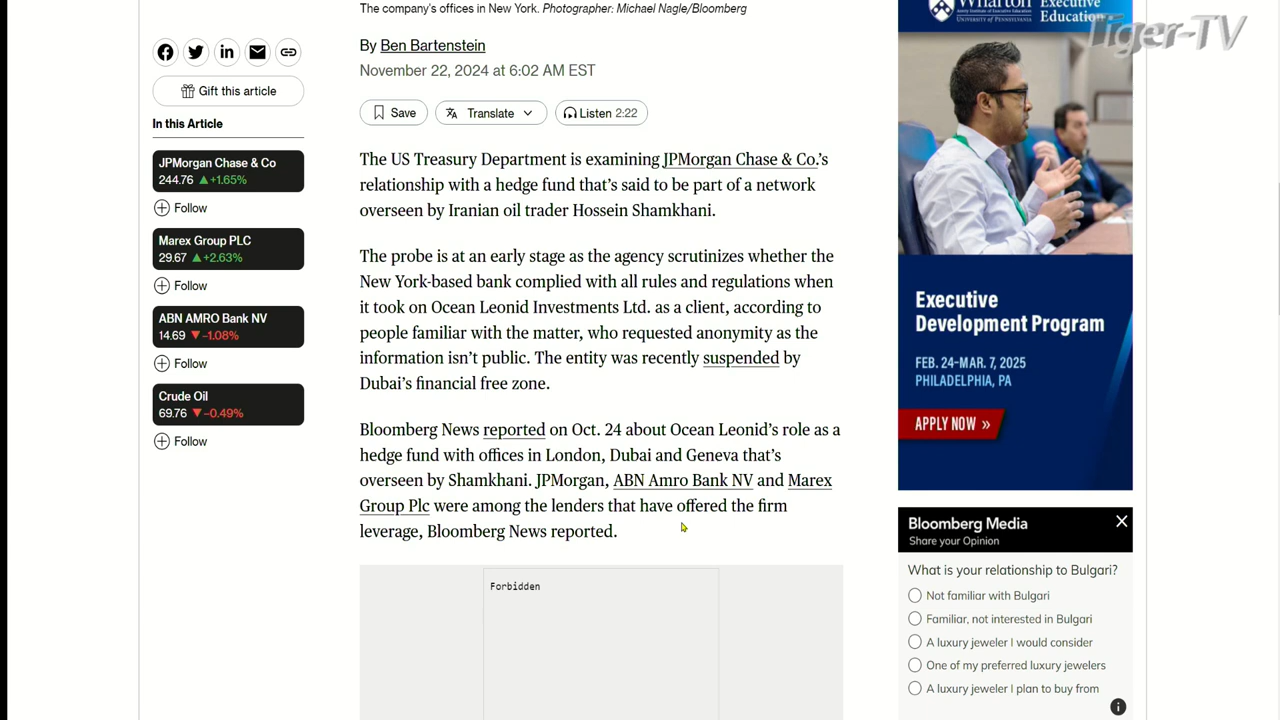 The company's offices in New York. Photographer: Michael Nagle/Bloomberg
By Ben Bartenstein
November 22, 2024 at 6:02 AM EST
Gift this article
Save
Translate
Listen 2:22
In this Article
JPMorgan Chase & Co
244.76 ▲+1.65%
Follow
Marex Group PLC
29.67 ▲+2.63%
Follow
ABN AMRO Bank NV
14.69 ▼−1.08%
Follow
Crude Oil
69.76 ▼−0.49%
Follow
The US Treasury Department is examining JPMorgan Chase & Co.'s
relationship with a hedge fund that's said to be part of a network
overseen by Iranian oil trader Hossein Shamkhani.
The probe is at an early stage as the agency scrutinizes whether the
New York-based bank complied with all rules and regulations when
it took on Ocean Leonid Investments Ltd. as a client, according to
people familiar with the matter, who requested anonymity as the
information isn't public. The entity was recently suspended by
Dubai's financial free zone.
Bloomberg News reported on Oct. 24 about Ocean Leonid's role as a
hedge fund with offices in London, Dubai and Geneva that's
overseen by Shamkhani. JPMorgan, ABN Amro Bank NV and Marex
Group Plc were among the lenders that have offered the firm
leverage, Bloomberg News reported.
Forbidden
Wharton
UNIVERSITY OF PENNSYLVANIA
Executive
Education
Tiger-TV
Executive
Development Program
FEB. 24-MAR. 7, 2025
PHILADELPHIA, PA
APPLY NOW »
Bloomberg Media
Share your Opinion
What is your relationship to Bulgari?
Not familiar with Bulgari
Familiar, not interested in Bulgari
A luxury jeweler I would consider
One of my preferred luxury jewelers
A luxury jeweler I plan to buy from